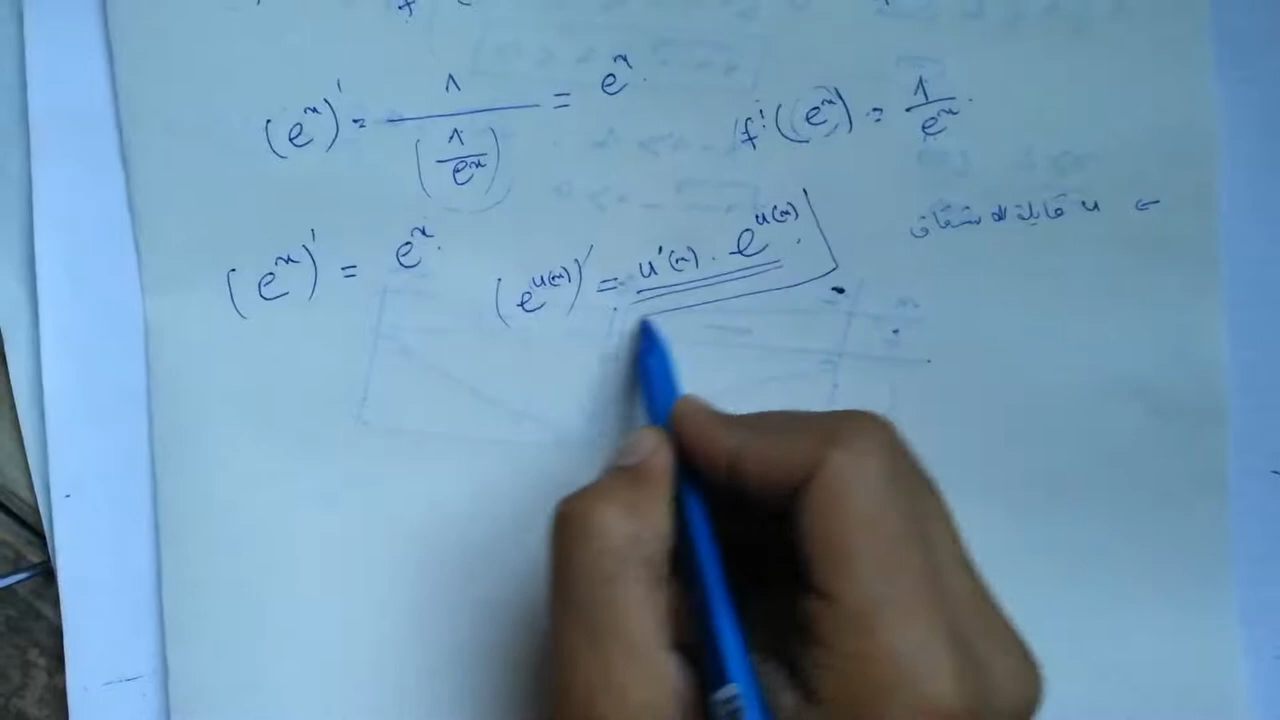 (e^x)' = 1 / (1/e^x) = e^x.
f'(e^x) = 1/e^x.
← u قابلة للاشتقاق
(e^x)' = e^x.
(e^{u(x)})' = u'(x) . e^{u(x)}.